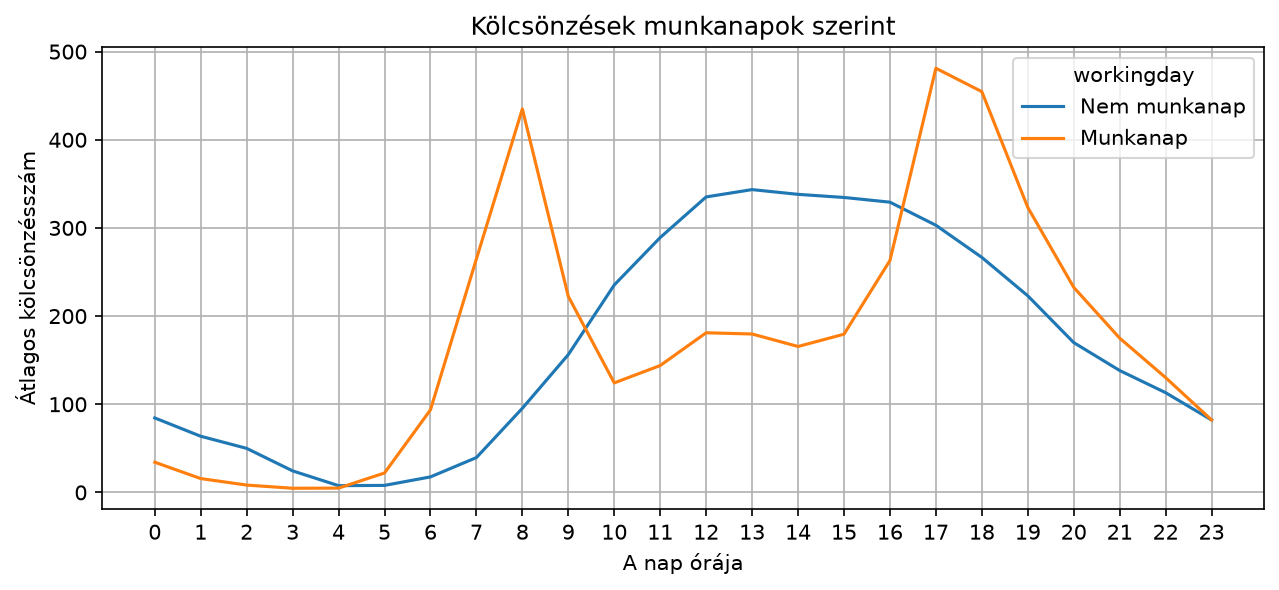 Kölcsönzések munkanapok szerint
workingday
Nem munkanap
Munkanap
Átlagos kölcsönzésszám
500
400
300
200
100
0
0 1 2 3 4 5 6 7 8 9 10 11 12 13 14 15 16 17 18 19 20 21 22 23
A nap órája